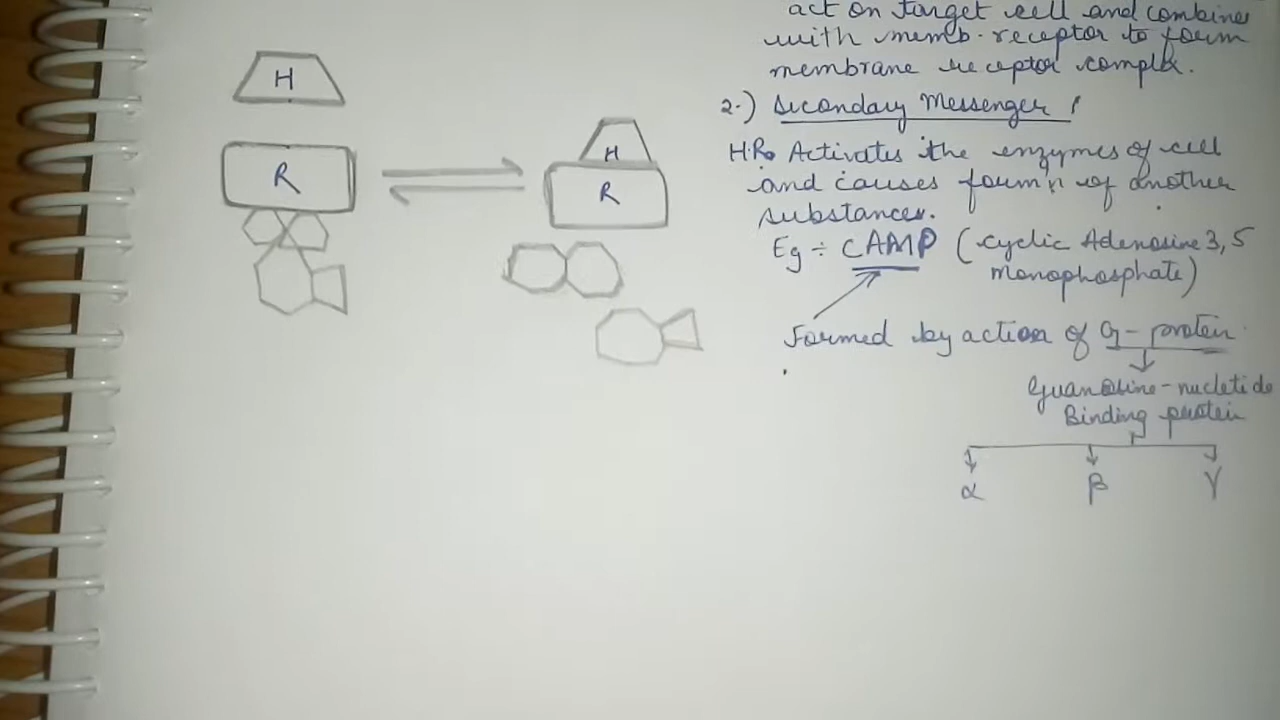 H
R
H
R
act on target cell and combines
with memb. receptor to form
membrane receptor complex.
2.) Secondary Messenger
H.R. Activates the enzymes of cell
and causes form'n of another
substances.
Eg ÷ CAMP (cyclic Adenosine 3,5
monophosphate)
Formed by action of G-protein
Guanosine-nucletide
Binding protein
α β γ